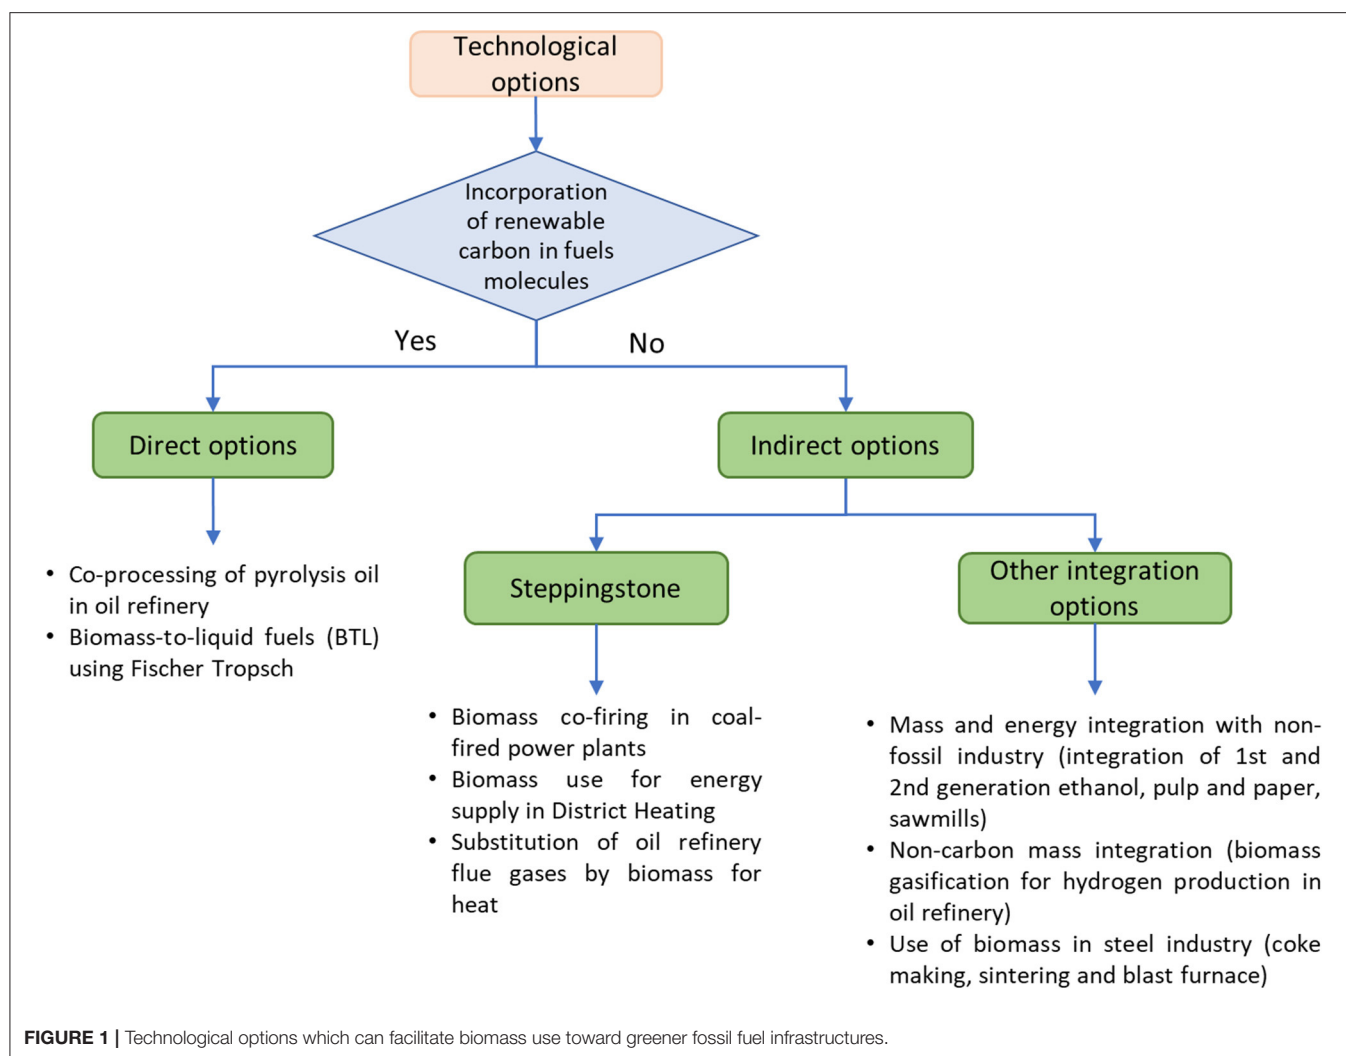 Technological
options
Incorporation
of renewable
carbon in fuels
molecules
Yes
No
Direct options
Indirect options
• Co-processing of pyrolysis oil
in oil refinery
• Biomass-to-liquid fuels (BTL)
using Fischer Tropsch
Steppingstone
Other integration
options
• Biomass co-firing in coal-
fired power plants
• Biomass use for energy
supply in District Heating
• Substitution of oil refinery
flue gases by biomass for
heat
• Mass and energy integration with non-
fossil industry (integration of 1st and
2nd generation ethanol, pulp and paper,
sawmills)
• Non-carbon mass integration (biomass
gasification for hydrogen production in
oil refinery)
• Use of biomass in steel industry (coke
making, sintering and blast furnace)
FIGURE 1 | Technological options which can facilitate biomass use toward greener fossil fuel infrastructures.